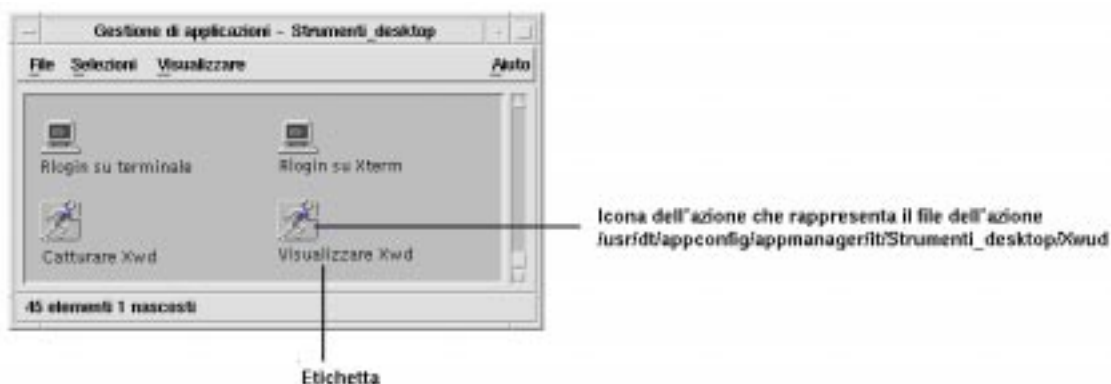 Gestione di applicazioni - Strumenti_desktop
File Selezioni Visualizzare Aiuto
Rlogin su terminale Rlogin su Xterm
Catturare Xwd Visualizzare Xwd
45 elementi 1 nascosti
Icona dell'azione che rappresenta il file dell'azione
/usr/dt/appconfig/appmanager/it/Strumenti_desktop/Xwud
Etichetta